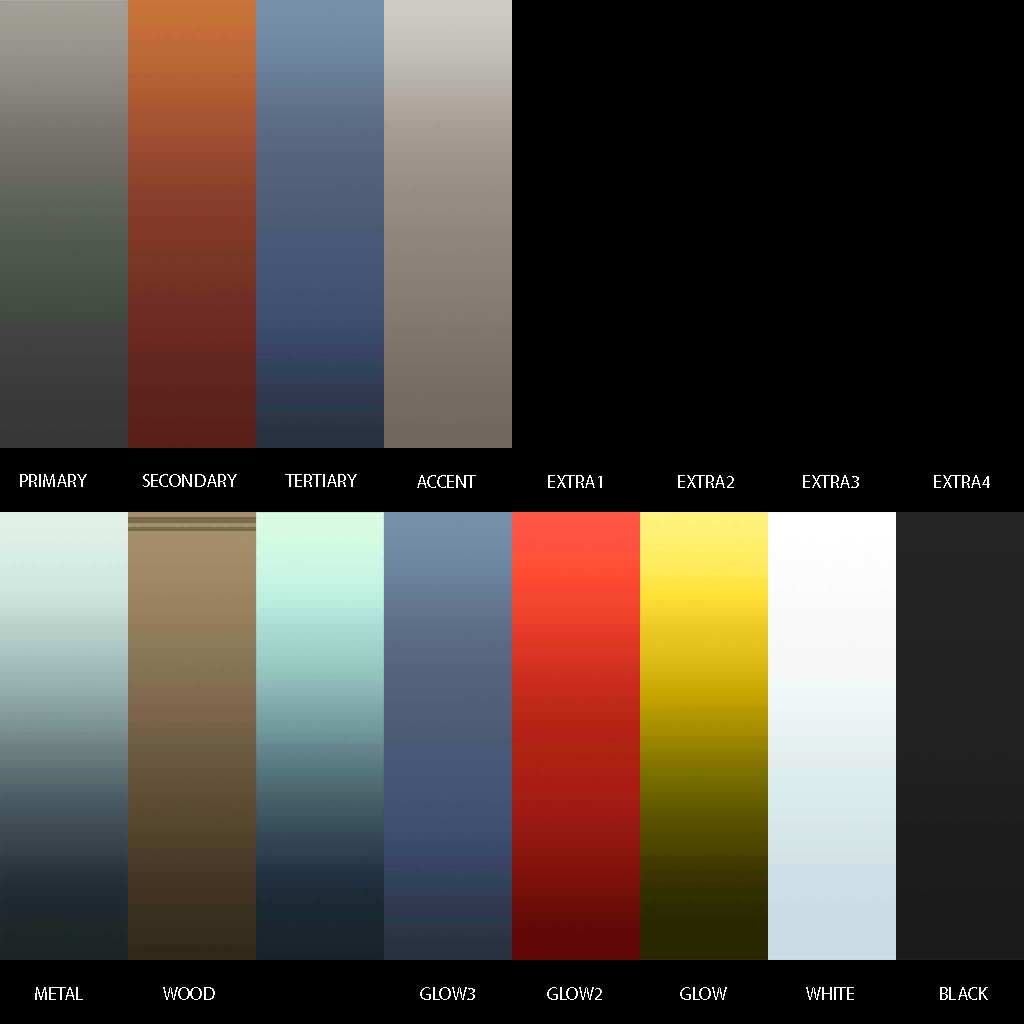 PRIMARY SECONDARY TERTIARY ACCENT EXTRA1 EXTRA2 EXTRA3 EXTRA4
METAL WOOD GLOW3 GLOW2 GLOW WHITE BLACK